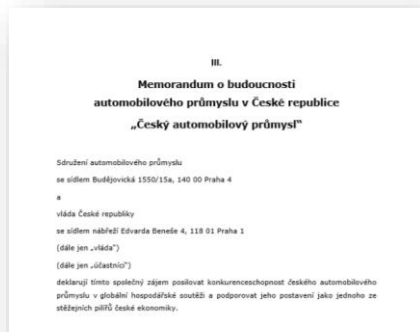 III.
Memorandum o budoucnosti
automobilového průmyslu v České republice
„Český automobilový průmysl"
Sdružení automobilového průmyslu
se sídlem Budějovická 1550/15a, 140 00 Praha 4
a
vláda České republiky
se sídlem nábřeží Edvarda Beneše 4, 118 01 Praha 1
(dále jen „vláda")
(dále jen „účastníci")
deklarují tímto společný zájem posilovat konkurenceschopnost českého automobilového
průmyslu v globální hospodářské soutěži a podporovat jeho postavení jako jednoho ze
stěžejních pilířů české ekonomiky.